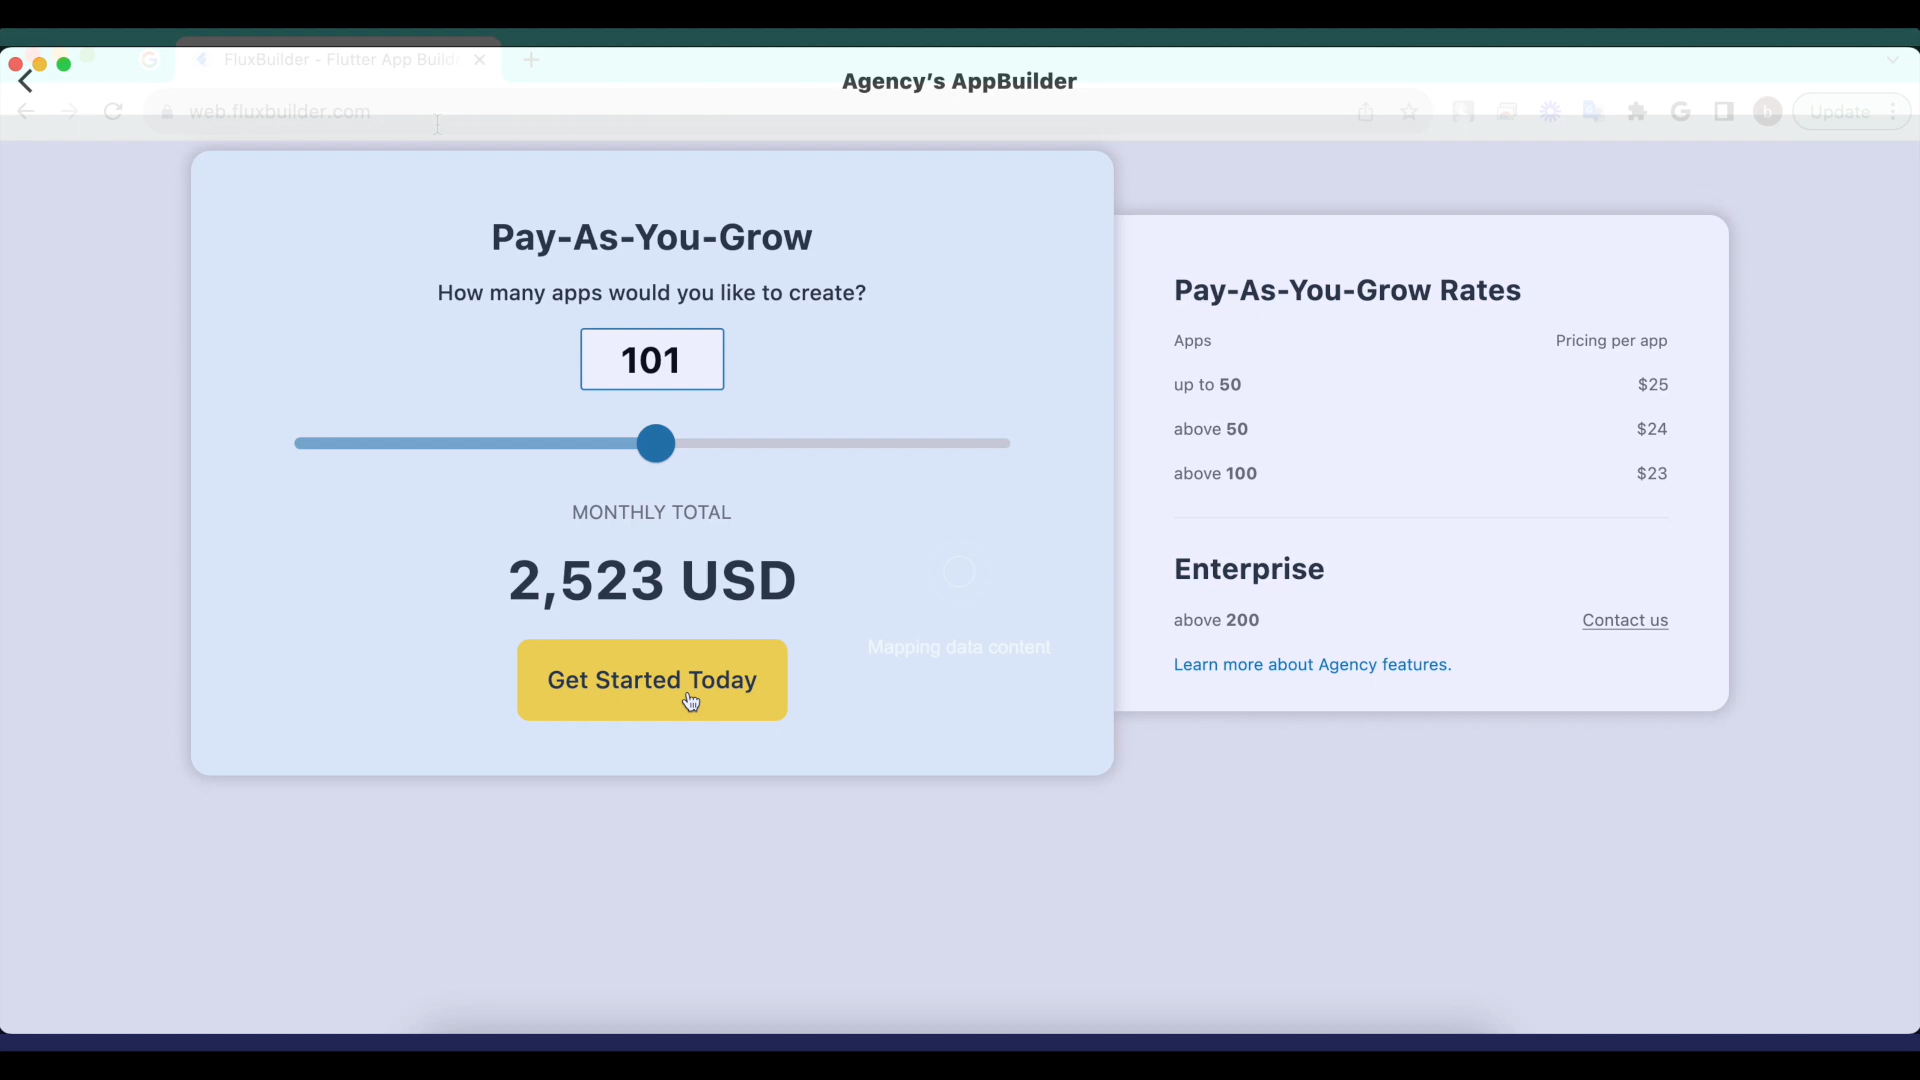 FluxBuilder - Flutter App Build
Agency's AppBuilder
web.fluxbuilder.com
b
Update
Pay-As-You-Grow
How many apps would you like to create?
101
MONTHLY TOTAL
2,523 USD
Get Started Today
Mapping data content
Pay-As-You-Grow Rates
Apps Pricing per app
up to 50 $25
above 50 $24
above 100 $23
Enterprise
above 200 Contact us
Learn more about Agency features.